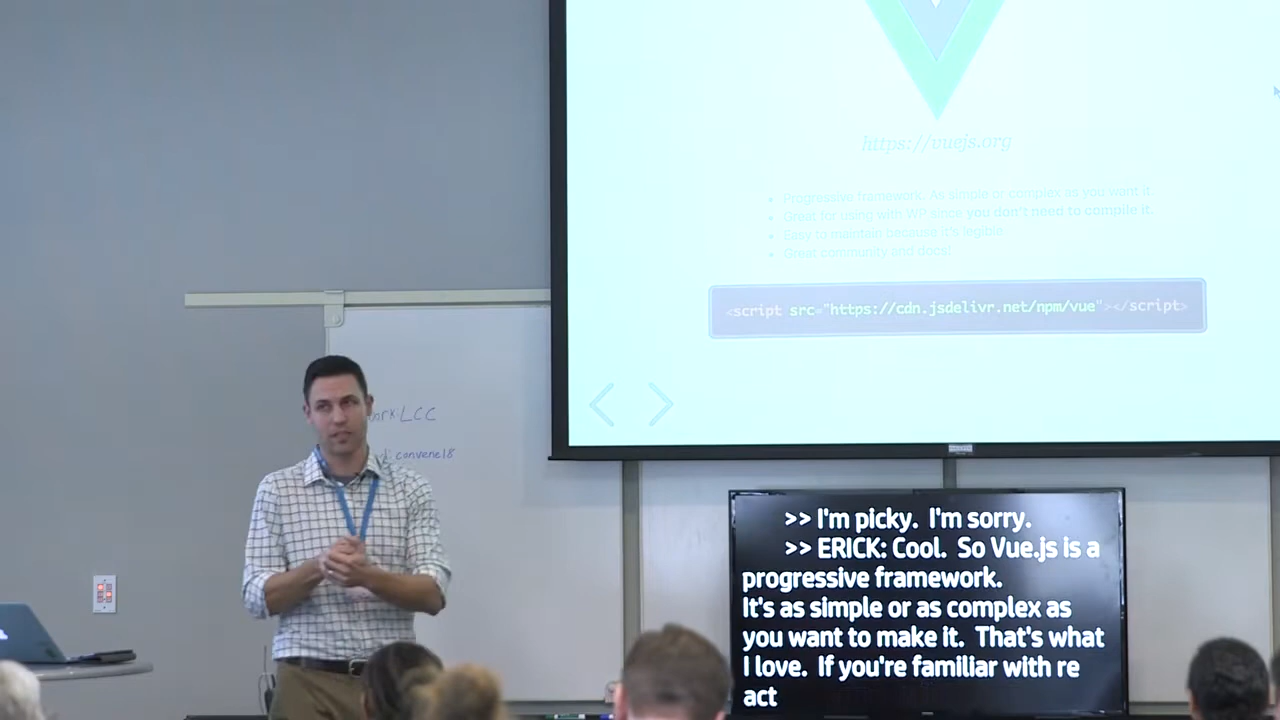 https://vuejs.org
Progressive framework. As simple or complex as you want it.
Great for using with WP since you don't need to compile it.
Easy to maintain because it's legible
Great community and docs!
<script src="https://cdn.jsdelivr.net/npm/vue"></script>
LCC
convene18
>> I'm picky. I'm sorry.
>> ERICK: Cool. So Vue.js is a
progressive framework.
It's as simple or as complex as
you want to make it. That's what
I love. If you're familiar with re
act